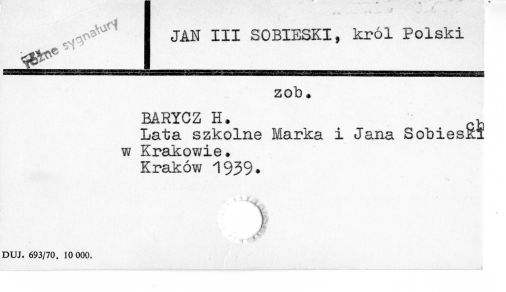 różne sygnatury
JAN III SOBIESKI, król Polski
zob.
BARYCZ H.
Lata szkolne Marka i Jana Sobieskich
w Krakowie.
Kraków 1939.
DUJ. 693/70. 10 000.